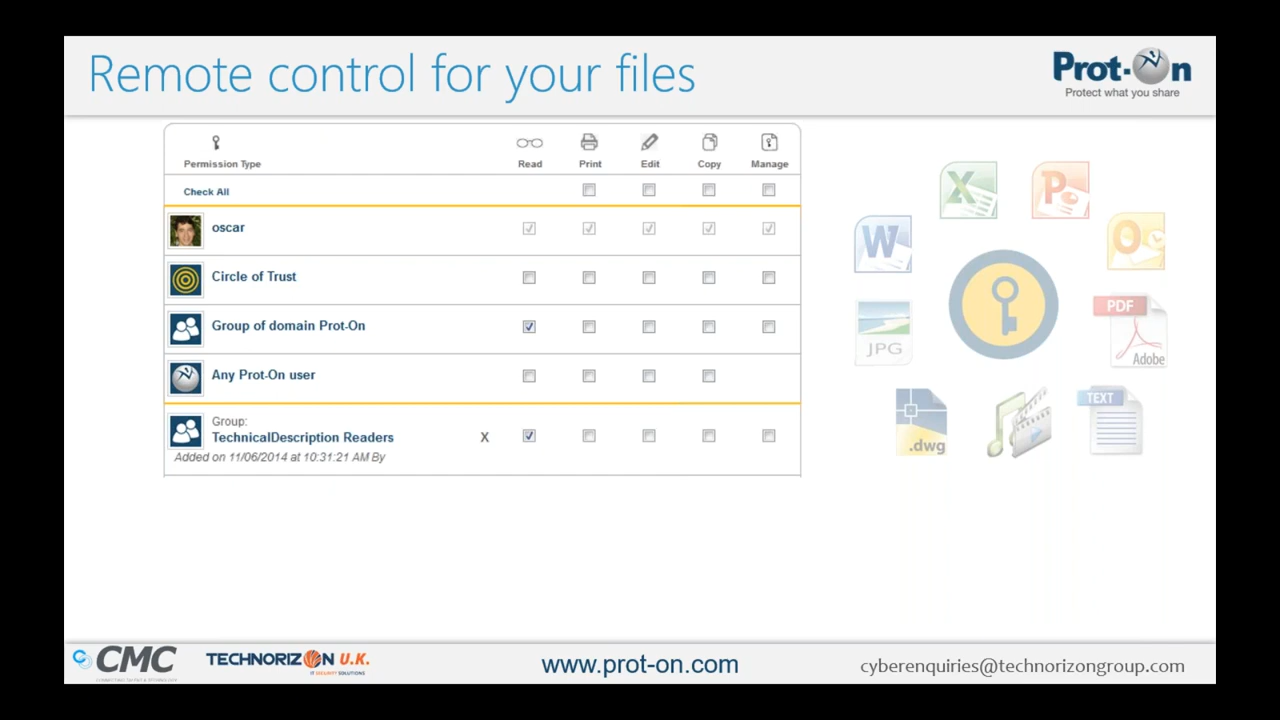 Remote control for your files
Prot-On
Protect what you share
Permission Type Read Print Edit Copy Manage
Check All
oscar
Circle of Trust
Group of domain Prot-On
Any Prot-On user
Group:
TechnicalDescription Readers X
Added on 11/06/2014 at 10:31:21 AM By
X
P
W
O
JPG
PDF
Adobe
.dwg
TEXT
CMC
TECHNORIZON U.K.
IT SECURITY SOLUTIONS
www.prot-on.com
cyberenquiries@technorizongroup.com